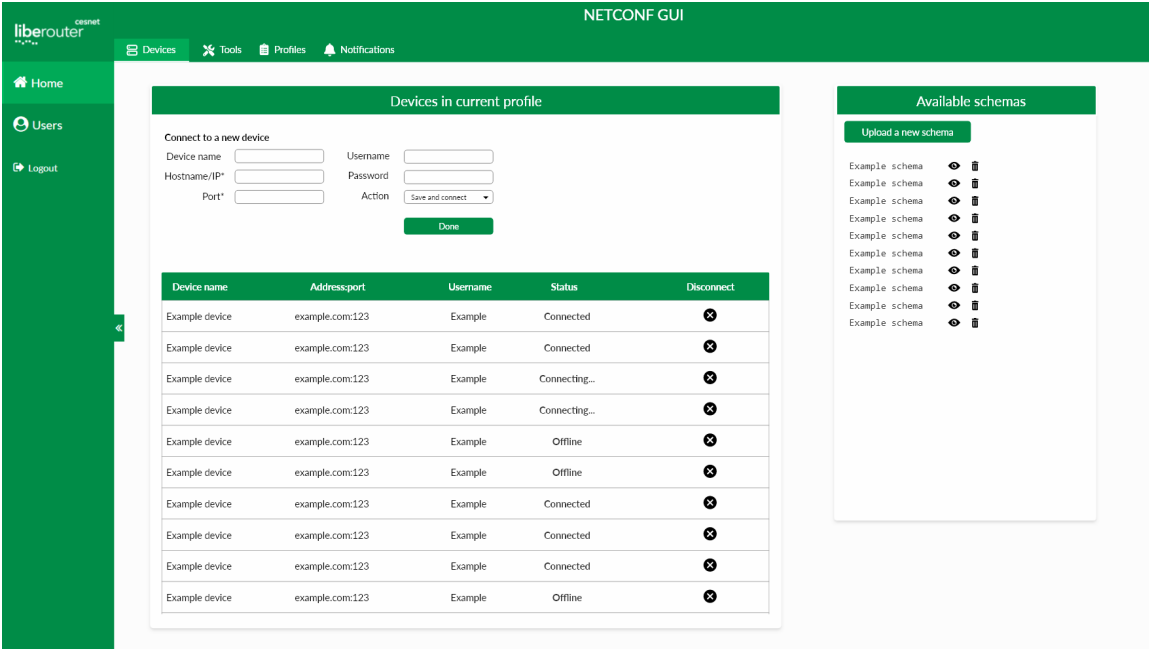 cesnet
liberouter
NETCONF GUI
Devices Tools Profiles Notifications
Home
Users
Logout
Devices in current profile
Connect to a new device
Device name Username
Hostname/IP* Password
Port* Action Save and connect
Done
Device name Address:port Username Status Disconnect
Example device example.com:123 Example Connected
Example device example.com:123 Example Connected
Example device example.com:123 Example Connecting...
Example device example.com:123 Example Connecting...
Example device example.com:123 Example Offline
Example device example.com:123 Example Offline
Example device example.com:123 Example Connected
Example device example.com:123 Example Connected
Example device example.com:123 Example Connected
Example device example.com:123 Example Offline
Available schemas
Upload a new schema
Example schema
Example schema
Example schema
Example schema
Example schema
Example schema
Example schema
Example schema
Example schema
Example schema